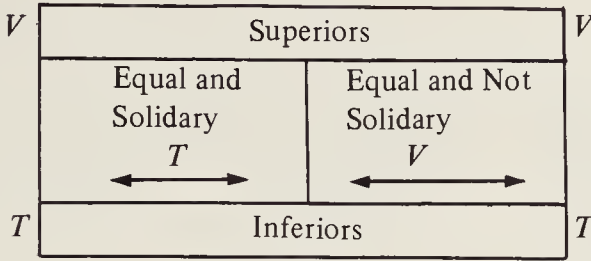 V Superiors V
Equal and Equal and Not
Solidary Solidary
T V
T Inferiors T